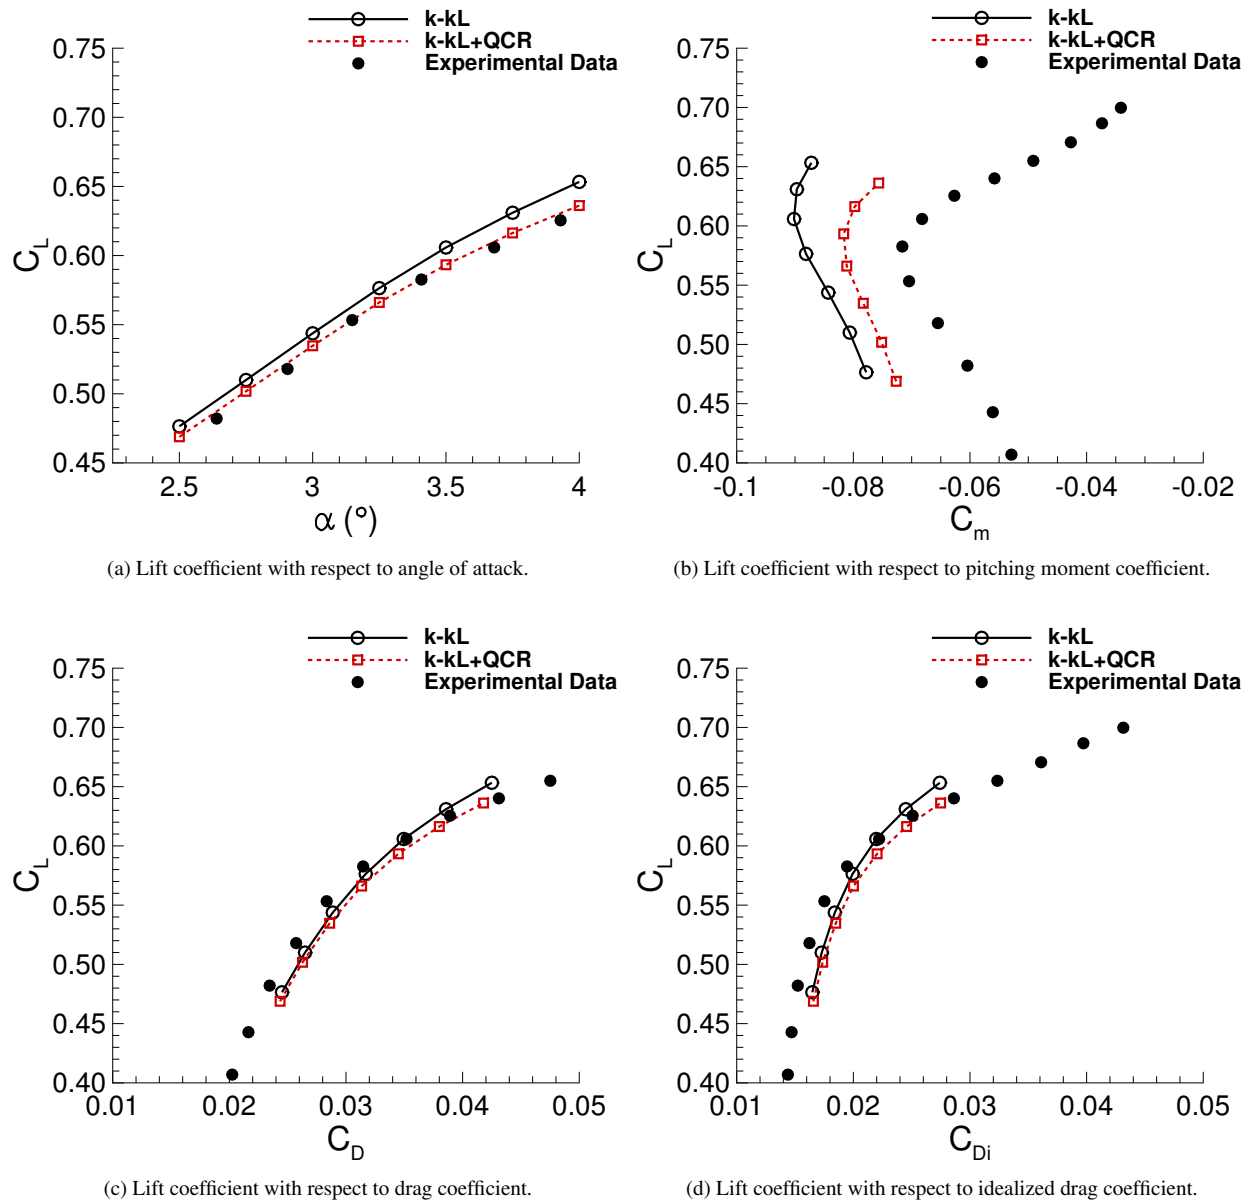 k-kL
k-kL+QCR
Experimental Data
0.75
0.70
0.65
0.60
0.55
0.50
0.45
C_L
2.5 3 3.5 4
α (°)
(a) Lift coefficient with respect to angle of attack.
k-kL
k-kL+QCR
Experimental Data
0.75
0.70
0.65
0.60
0.55
0.50
0.45
0.40
C_L
-0.1 -0.08 -0.06 -0.04 -0.02
C_m
(b) Lift coefficient with respect to pitching moment coefficient.
k-kL
k-kL+QCR
Experimental Data
0.75
0.70
0.65
0.60
0.55
0.50
0.45
0.40
C_L
0.01 0.02 0.03 0.04 0.05
C_D
(c) Lift coefficient with respect to drag coefficient.
k-kL
k-kL+QCR
Experimental Data
0.75
0.70
0.65
0.60
0.55
0.50
0.45
0.40
C_L
0.01 0.02 0.03 0.04 0.05
C_Di
(d) Lift coefficient with respect to idealized drag coefficient.